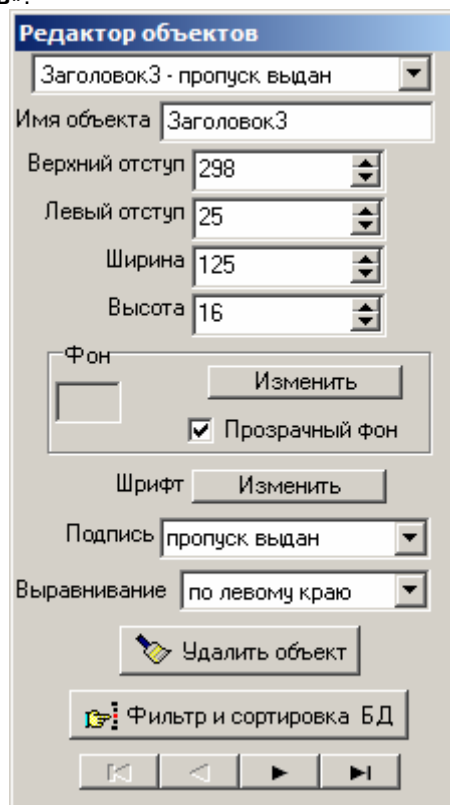 Редактор объектов
Заголовок3 - пропуск выдан
Имя объекта Заголовок3
Верхний отступ 298
Левый отступ 25
Ширина 125
Высота 16
Фон
Изменить
Прозрачный фон
Шрифт Изменить
Подпись пропуск выдан
Выравнивание по левому краю
Удалить объект
Фильтр и сортировка БД